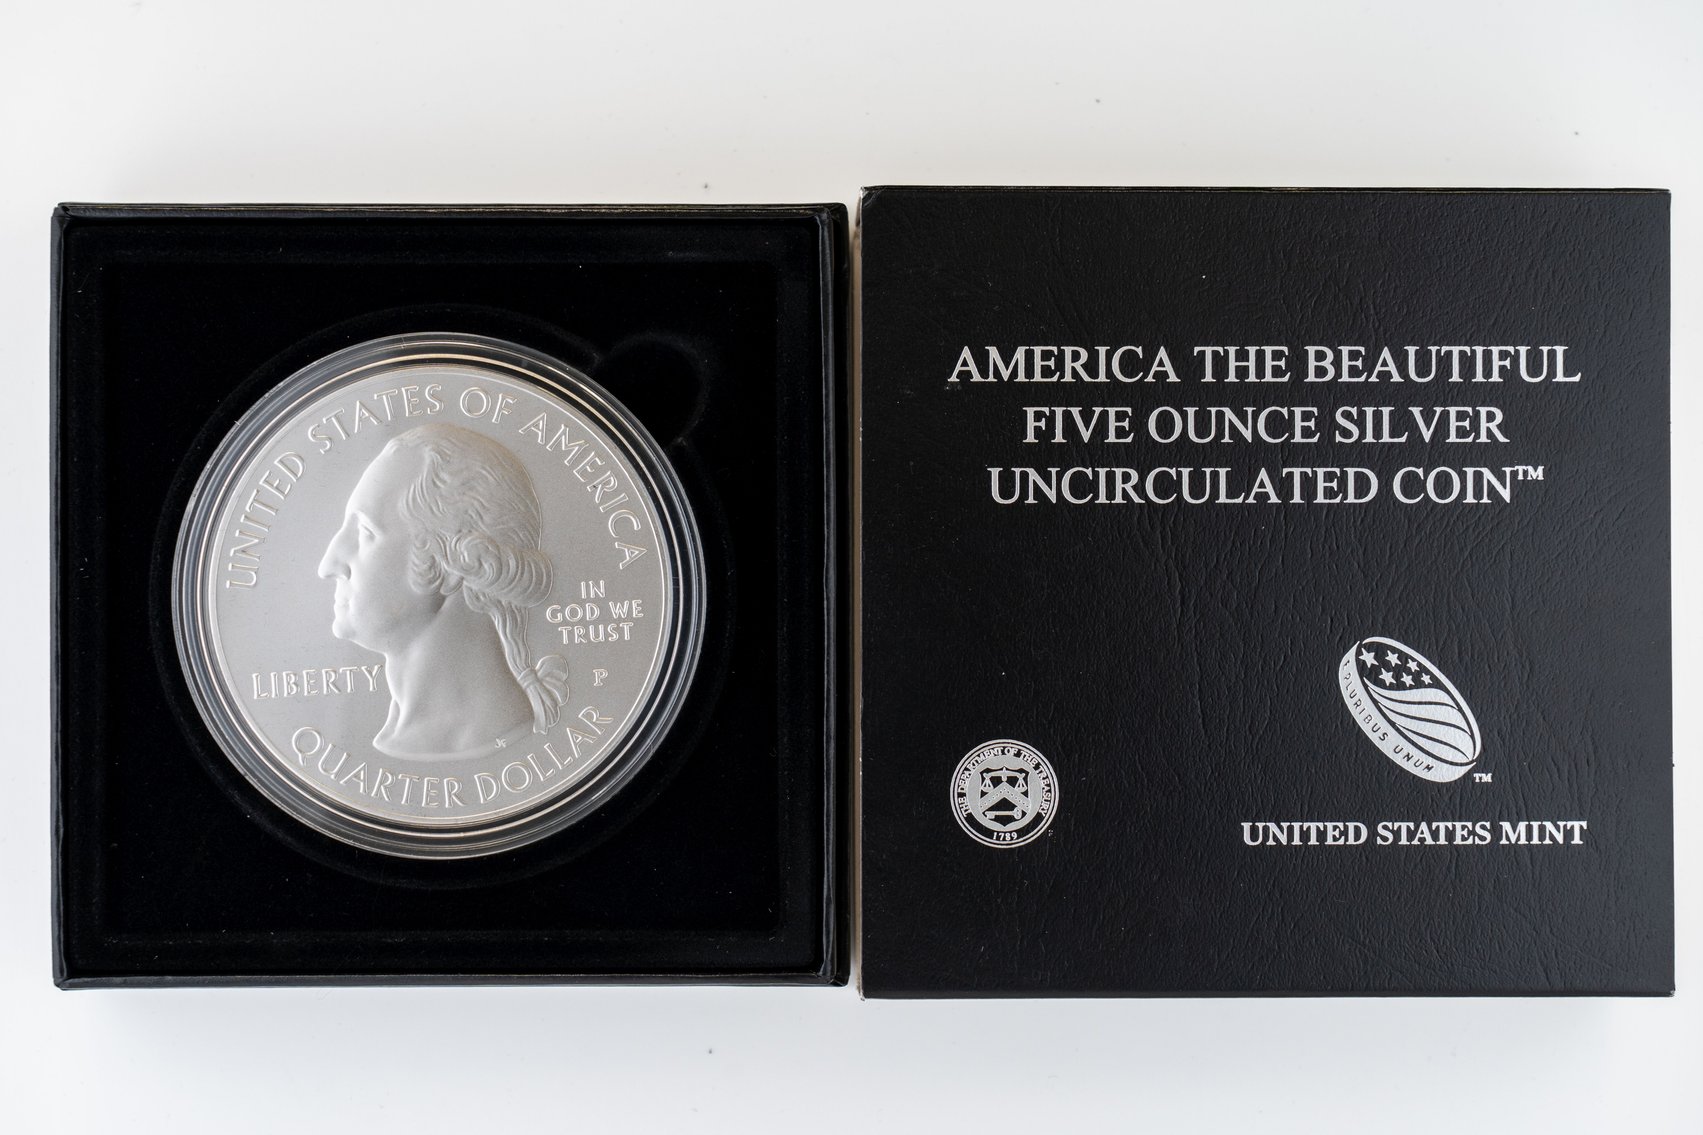 UNITED STATES OF AMERICA
IN
GOD WE
TRUST
LIBERTY
P
JF
QUARTER DOLLAR
AMERICA THE BEAUTIFUL
FIVE OUNCE SILVER
UNCIRCULATED COIN™
E PLURIBUS UNUM
TM
THE DEPARTMENT OF THE TREASURY
1789
UNITED STATES MINT